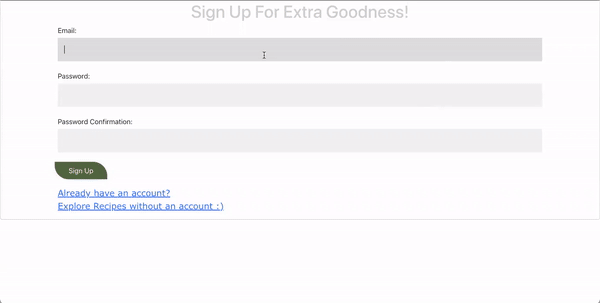 Sign Up For Extra Goodness!
Email:
Password:
Password Confirmation:
Sign Up
Already have an account?
Explore Recipes without an account :)